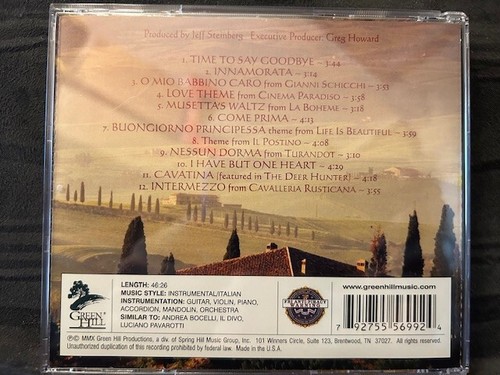 Produced by Jeff Steinberg · Executive Producer, Greg Howard
1. TIME TO SAY GOODBYE – 3:44
2. INNAMORATA – 3:14
3. O MIO BABBINO CARO from GIANNI SCHICCHI – 3:53
4. LOVE THEME from CINEMA PARADISO – 3:58
5. MUSETTA'S WALTZ from LA BOHEME – 3:18
6. COME PRIMA – 4:13
7. BUONGIORNO PRINCIPESSA theme from LIFE IS BEAUTIFUL – 3:59
8. Theme from IL POSTINO – 4:08
9. NESSUN DORMA from TURANDOT – 3:10
10. I HAVE BUT ONE HEART – 4:29
11. CAVATINA {featured in THE DEER HUNTER} – 4:18
12. INTERMEZZO from CAVALLERIA RUSTICANA – 3:55
GREEN HILL
LENGTH: 46:26
MUSIC STYLE: INSTRUMENTAL/ITALIAN
INSTRUMENTATION: GUITAR, VIOLIN, PIANO,
ACCORDION, MANDOLIN, ORCHESTRA
SIMILAR TO: ANDREA BOCELLI, IL DIVO,
LUCIANO PAVAROTTI
www.greenhillmusic.com
7 92755 56992 4
℗© MMX Green Hill Productions, a div. of Spring Hill Music Group, Inc. 101 Winners Circle, Suite 123, Brentwood, TN 37027. All rights reserved.
Unauthorized duplication of this recording prohibited by federal law. Made in the U.S.A.